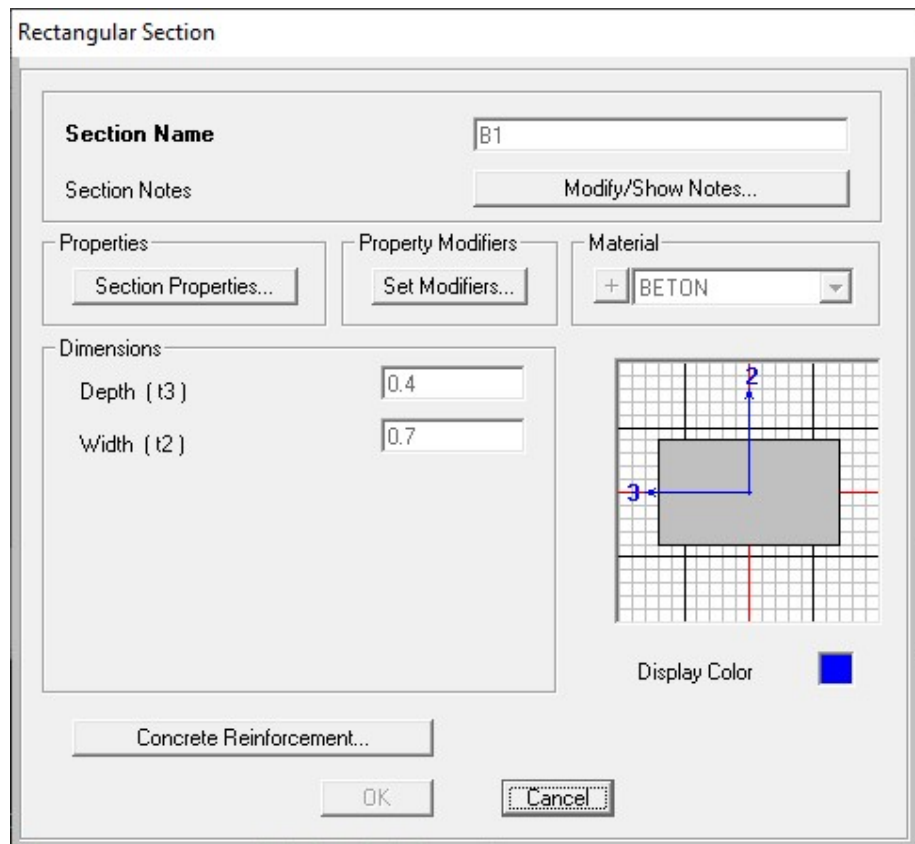 Rectangular Section
Section Name B1
Section Notes Modify/Show Notes...
Properties Property Modifiers Material
Section Properties... Set Modifiers... + BETON
Dimensions
Depth ( t3 ) 0.4
Width ( t2 ) 0.7
2
3
Display Color
Concrete Reinforcement...
OK Cancel